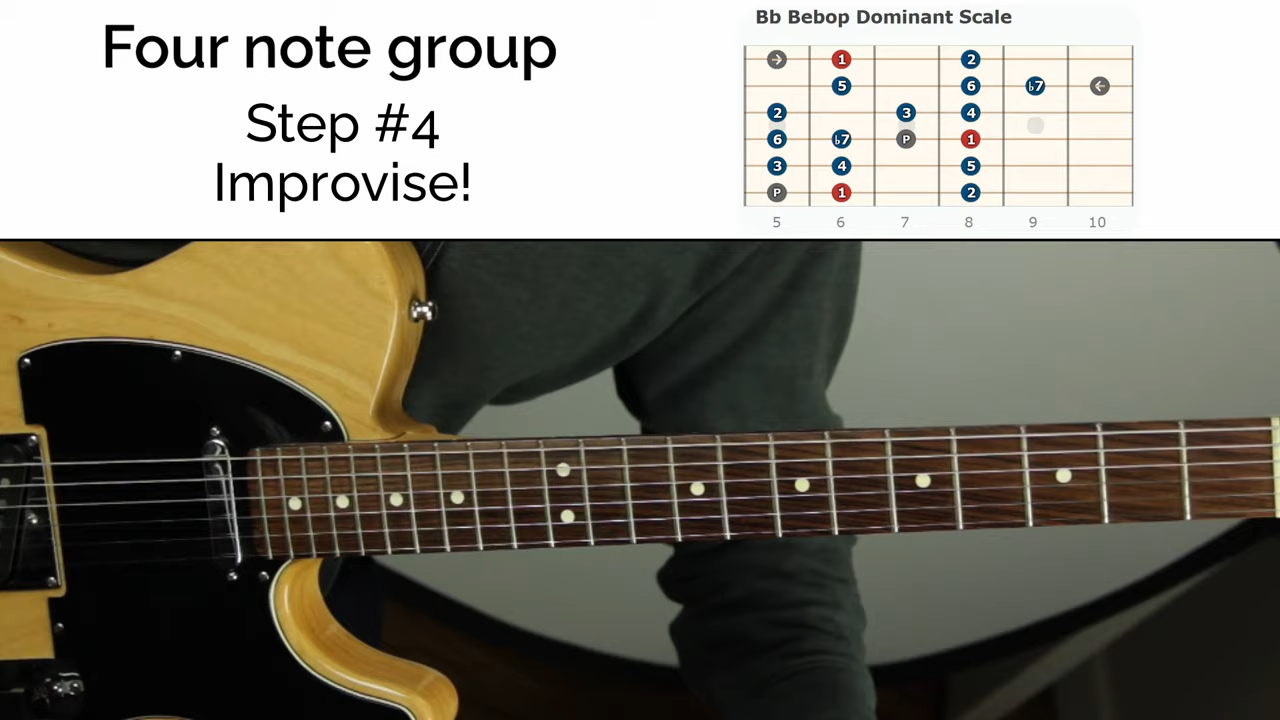 Four note group
Step #4
Improvise!
Bb Bebop Dominant Scale
→ 1 2
5 6 b7 ←
2 3 4
6 b7 P 1
3 4 5
P 1 2
5 6 7 8 9 10